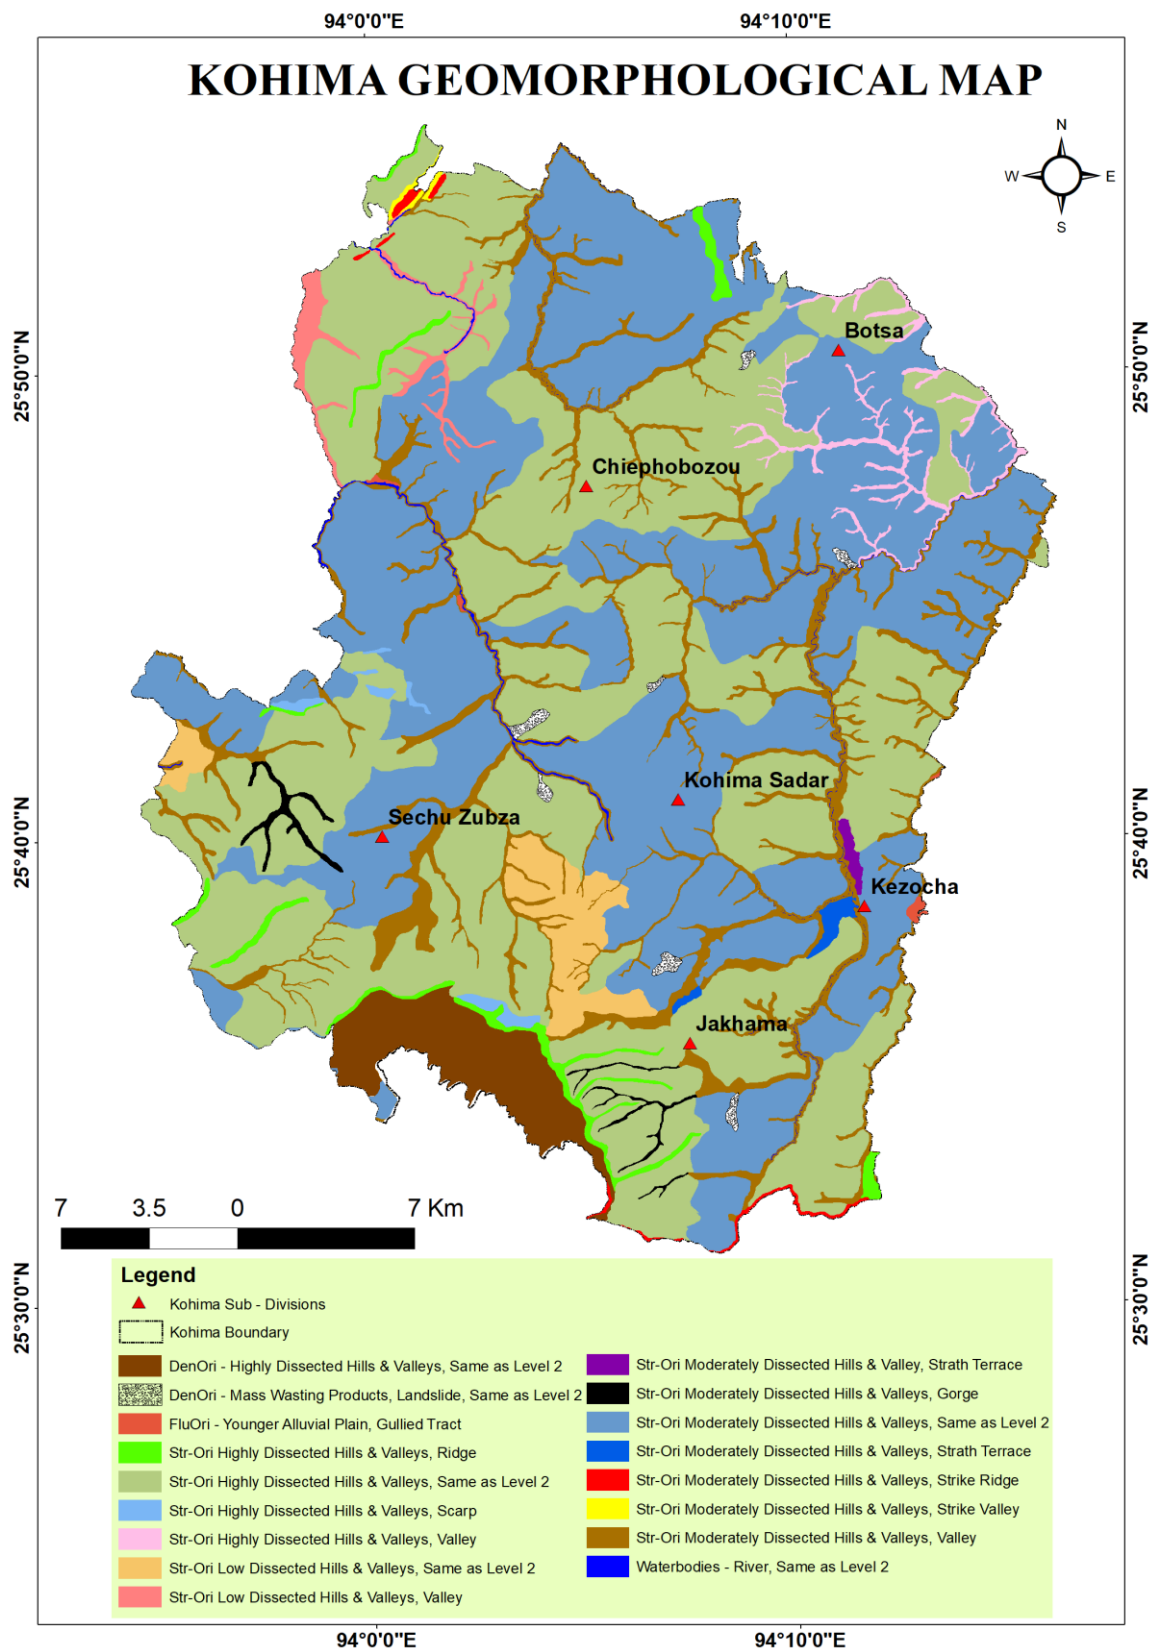 94°0'0"E 94°10'0"E
KOHIMA GEOMORPHOLOGICAL MAP
N
W E
S
Botsa
25°50'0"N 25°50'0"N
Chiephobozou
Kohima Sadar
Sechu Zubza
25°40'0"N 25°40'0"N
Kezocha
Jakhama
7 3.5 0 7 Km
25°30'0"N 25°30'0"N
Legend
Kohima Sub - Divisions
Kohima Boundary
DenOri - Highly Dissected Hills & Valleys, Same as Level 2
DenOri - Mass Wasting Products, Landslide, Same as Level 2
FluOri - Younger Alluvial Plain, Gullied Tract
Str-Ori Highly Dissected Hills & Valleys, Ridge
Str-Ori Highly Dissected Hills & Valleys, Same as Level 2
Str-Ori Highly Dissected Hills & Valleys, Scarp
Str-Ori Highly Dissected Hills & Valleys, Valley
Str-Ori Low Dissected Hills & Valleys, Same as Level 2
Str-Ori Low Dissected Hills & Valleys, Valley
Str-Ori Moderately Dissected Hills & Valley, Strath Terrace
Str-Ori Moderately Dissected Hills & Valleys, Gorge
Str-Ori Moderately Dissected Hills & Valleys, Same as Level 2
Str-Ori Moderately Dissected Hills & Valleys, Strath Terrace
Str-Ori Moderately Dissected Hills & Valleys, Strike Ridge
Str-Ori Moderately Dissected Hills & Valleys, Strike Valley
Str-Ori Moderately Dissected Hills & Valleys, Valley
Waterbodies - River, Same as Level 2
94°0'0"E 94°10'0"E